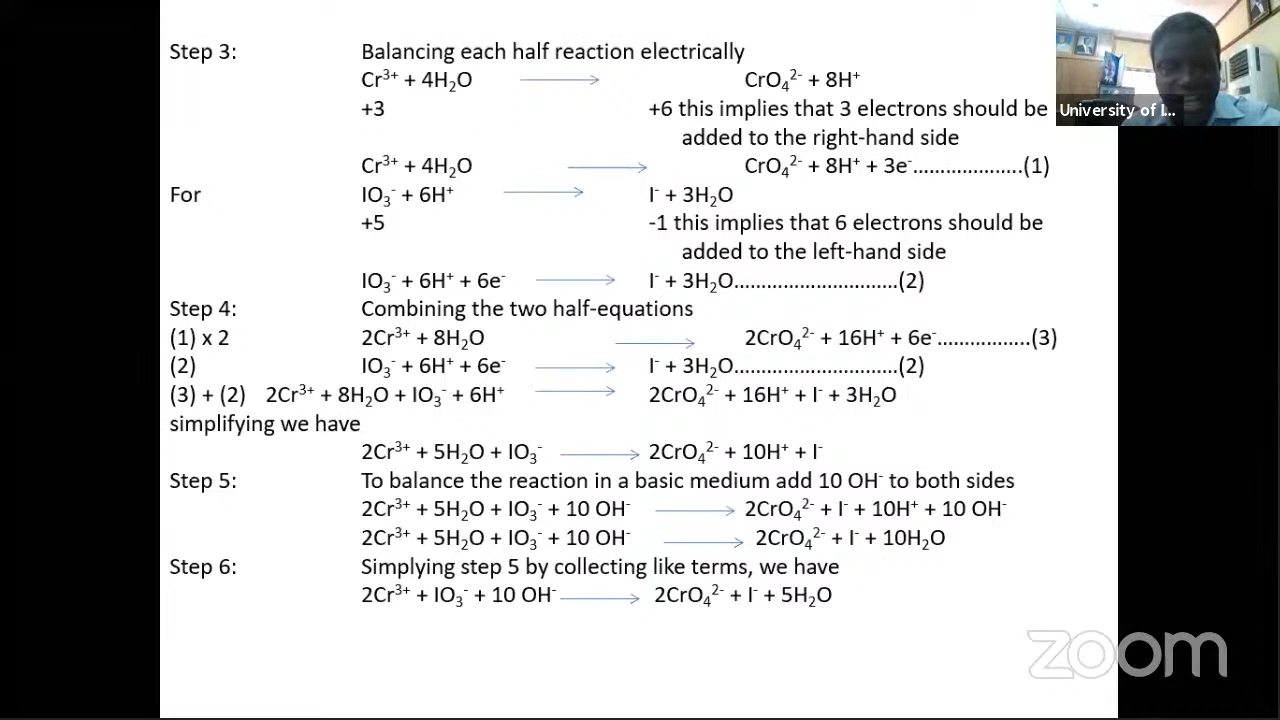 Step 3: Balancing each half reaction electrically
Cr³⁺ + 4H₂O ⟶ CrO₄²⁻ + 8H⁺
+3 +6 this implies that 3 electrons should be
added to the right-hand side
Cr³⁺ + 4H₂O ⟶ CrO₄²⁻ + 8H⁺ + 3e⁻....................(1)
For IO₃⁻ + 6H⁺ ⟶ I⁻ + 3H₂O
+5 -1 this implies that 6 electrons should be
added to the left-hand side
IO₃⁻ + 6H⁺ + 6e⁻ ⟶ I⁻ + 3H₂O.............................(2)
Step 4: Combining the two half-equations
(1) x 2 2Cr³⁺ + 8H₂O ⟶ 2CrO₄²⁻ + 16H⁺ + 6e⁻.................(3)
(2) IO₃⁻ + 6H⁺ + 6e⁻ ⟶ I⁻ + 3H₂O.............................(2)
(3) + (2) 2Cr³⁺ + 8H₂O + IO₃⁻ + 6H⁺ ⟶ 2CrO₄²⁻ + 16H⁺ + I⁻ + 3H₂O
simplifying we have
2Cr³⁺ + 5H₂O + IO₃⁻ ⟶ 2CrO₄²⁻ + 10H⁺ + I⁻
Step 5: To balance the reaction in a basic medium add 10 OH⁻ to both sides
2Cr³⁺ + 5H₂O + IO₃⁻ + 10 OH⁻ ⟶ 2CrO₄²⁻ + I⁻ + 10H⁺ + 10 OH⁻
2Cr³⁺ + 5H₂O + IO₃⁻ + 10 OH⁻ ⟶ 2CrO₄²⁻ + I⁻ + 10H₂O
Step 6: Simplying step 5 by collecting like terms, we have
2Cr³⁺ + IO₃⁻ + 10 OH⁻ ⟶ 2CrO₄²⁻ + I⁻ + 5H₂O
University of I...
zoom